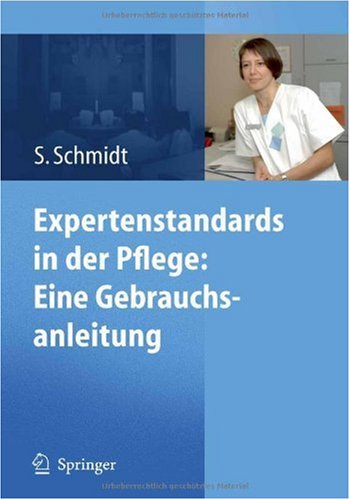 Urheberrechtlich geschütztes Material
S. Schmidt
Expertenstandards
in der Pflege:
Eine Gebrauchs-
anleitung
Springer
Urheberrechtlich geschütztes Material